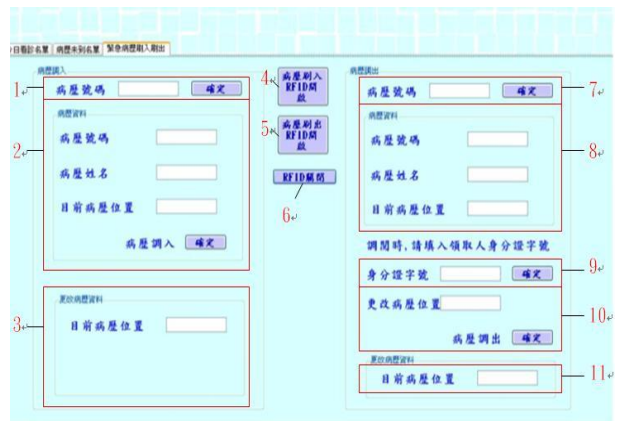 今日看診名單 病歷未到名單 緊急病歷刷入刷出
病歷調入
1
病歷號碼
確定
病歷資料
2
病歷號碼
病歷姓名
目前病歷位置
病歷調入
確定
更改病歷資料
3
目前病歷位置
4
病歷刷入
RFID開
啟
5
病歷刷出
RFID開
啟
RFID關閉
6
病歷調出
病歷號碼
確定
7
病歷資料
病歷號碼
8
病歷姓名
目前病歷位置
調閱時,請填入領取人身分證字號
身分證字號
確定
9
更改病歷位置
10
病歷調出
確定
更改病歷資料
目前病歷位置
11